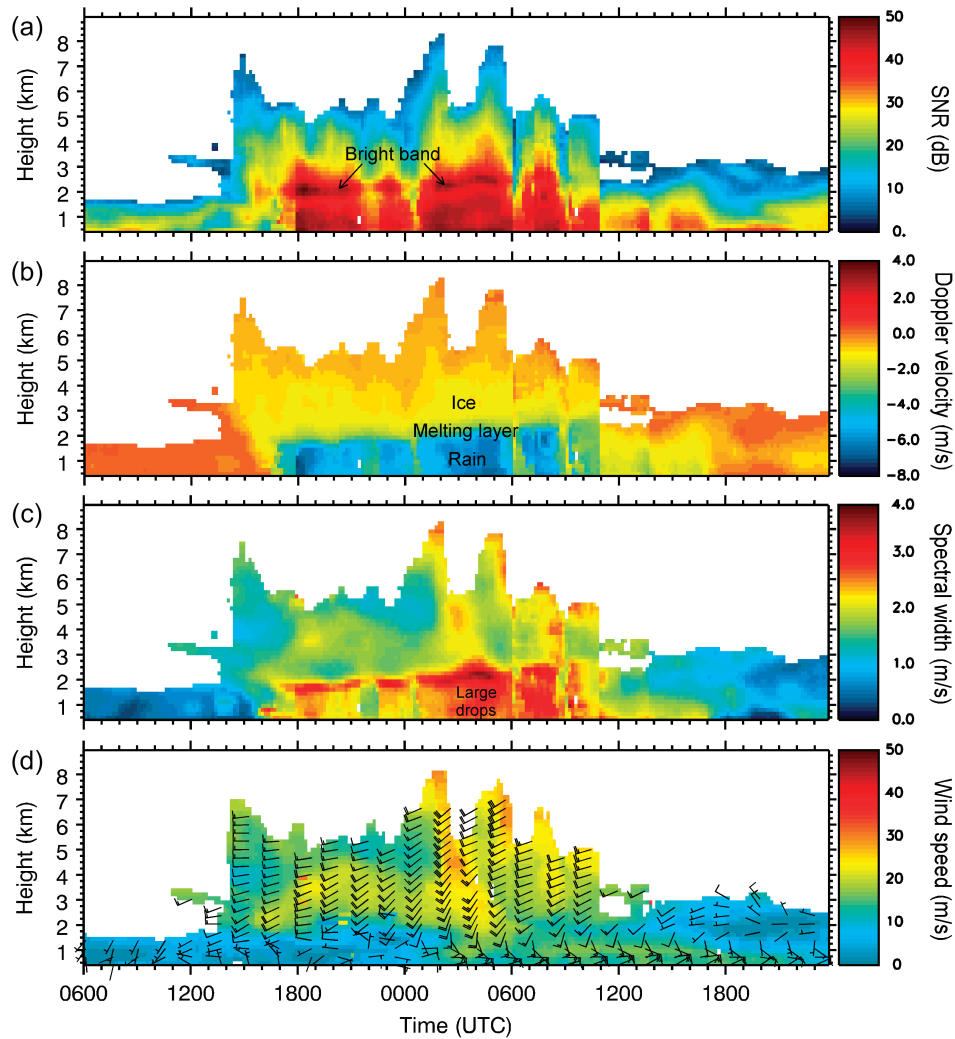 (a)
8
7
6
5
4
3
2
1
Height (km)
Bright band
50
40
30
20
10
0.
SNR (dB)
(b)
8
7
6
5
4
3
2
1
Height (km)
Ice
Melting layer
Rain
4.0
2.0
0.0
−2.0
−4.0
−6.0
−8.0
Doppler velocity (m/s)
(c)
8
7
6
5
4
3
2
1
Height (km)
Large
drops
4.0
3.0
2.0
1.0
0.0
Spectral width (m/s)
(d)
8
7
6
5
4
3
2
1
Height (km)
50
40
30
20
10
0
Wind speed (m/s)
0600 1200 1800 0000 0600 1200 1800
Time (UTC)